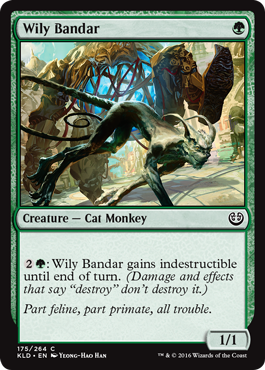 Wily Bandar
Creature — Cat Monkey
2 : Wily Bandar gains indestructible
until end of turn. (Damage and effects
that say “destroy” don’t destroy it.)
Part feline, part primate, all trouble.
1/1
175/264 C
KLD • EN Yeong-Hao Han
™ & © 2016 Wizards of the Coast